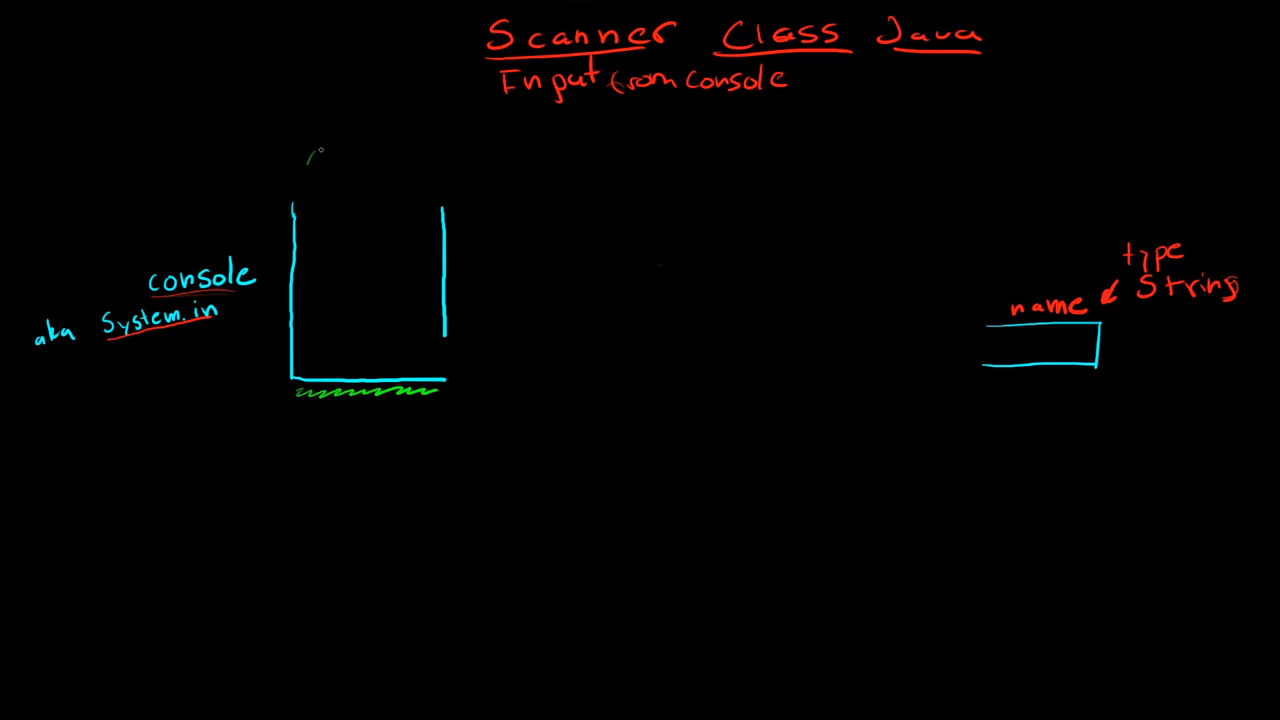 Scanner Class Java
Input from Console
console
aka System.in
type
String
name